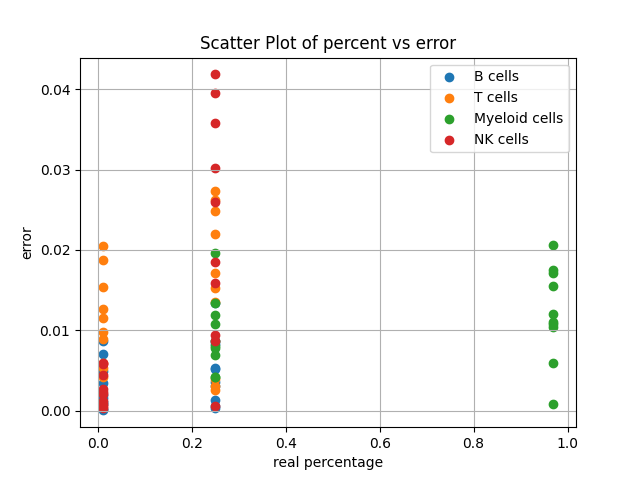 Scatter Plot of percent vs error
B cells
T cells
Myeloid cells
NK cells
0.04
0.03
0.02
0.01
0.00
error
0.0 0.2 0.4 0.6 0.8 1.0
real percentage